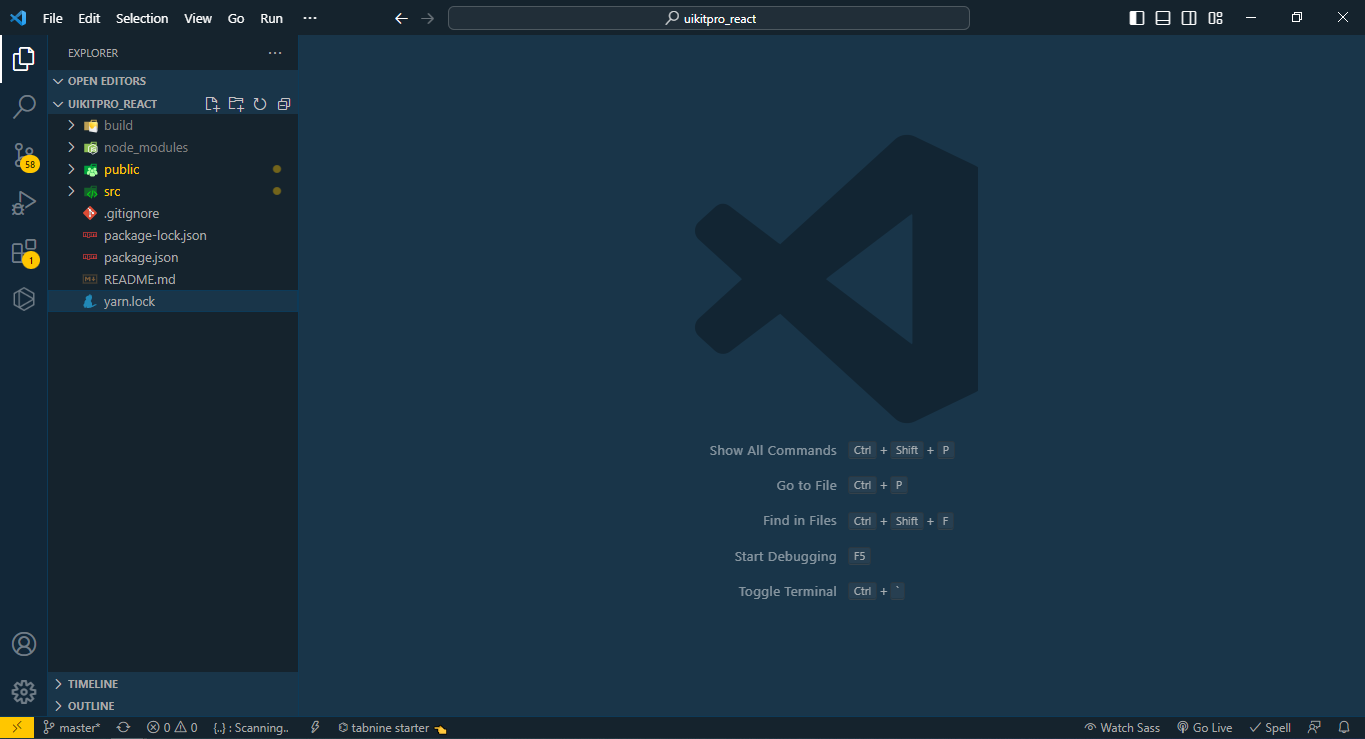 File Edit Selection View Go Run ··· uikitpro_react
EXPLORER ···
OPEN EDITORS
UIKITPRO_REACT
build
node_modules
58
public
src
.gitignore
package-lock.json
1
package.json
README.md
yarn.lock
Show All Commands Ctrl + Shift + P
Go to File Ctrl + P
Find in Files Ctrl + Shift + F
Start Debugging F5
Toggle Terminal Ctrl + `
TIMELINE
OUTLINE
master* 0 0 {..} : Scanning.. tabnine starter Watch Sass Go Live Spell